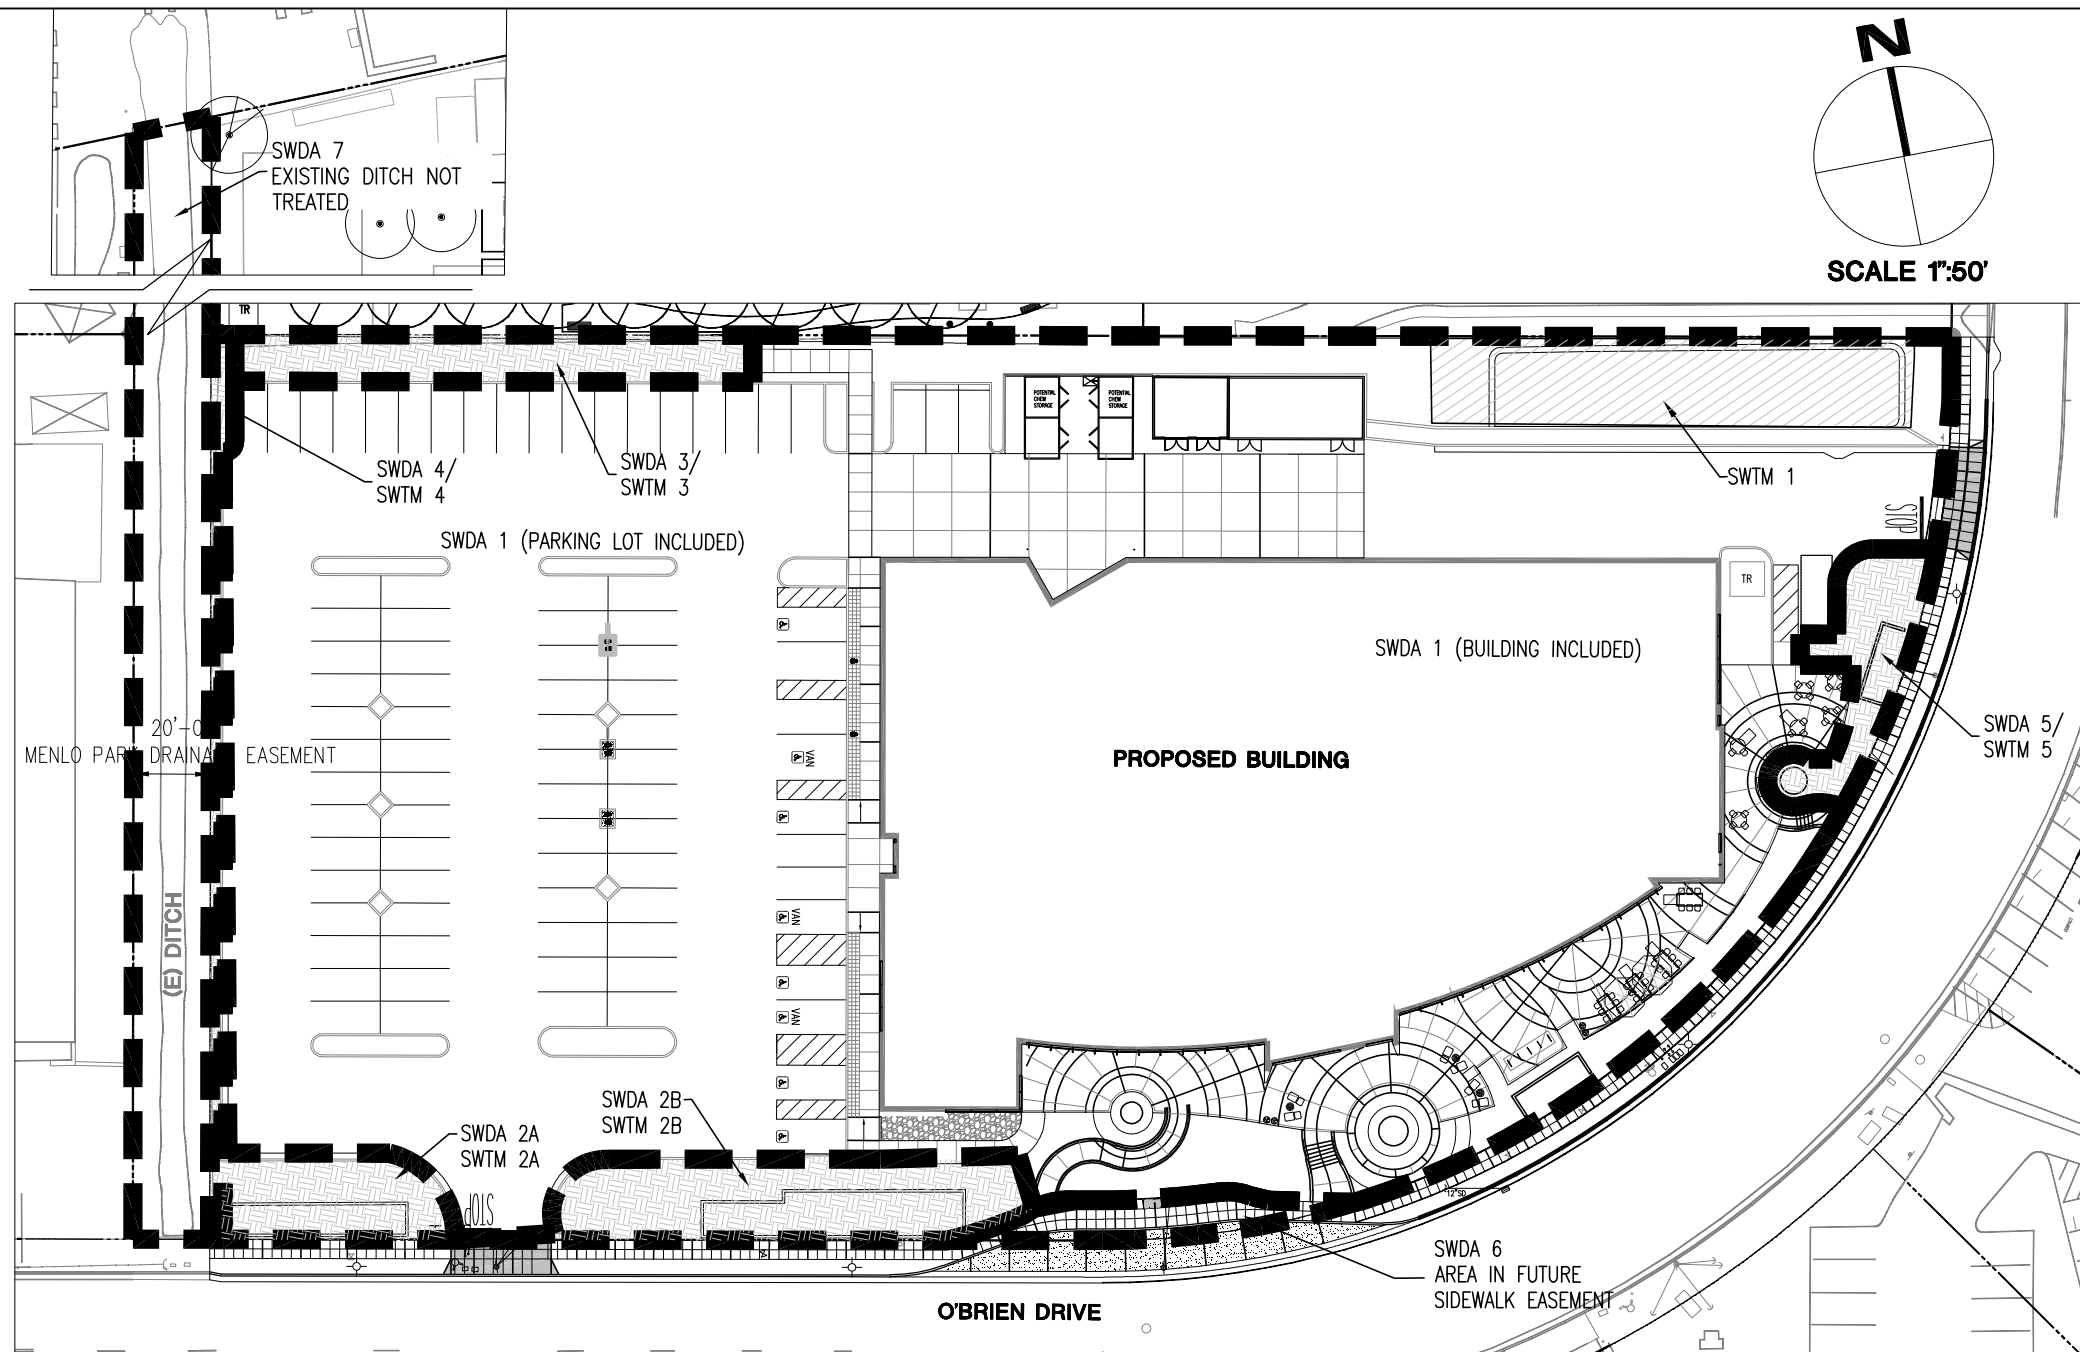 N
SCALE 1":50'
SWDA 7
EXISTING DITCH NOT
TREATED
TR
POTENTIAL
CHEM
STORAGE
POTENTIAL
CHEM
STORAGE
SWDA 4/
SWTM 4
SWDA 3/
SWTM 3
SWTM 1
STOP
SWDA 1 (PARKING LOT INCLUDED)
TR
SWDA 1 (BUILDING INCLUDED)
20'-0
MENLO PARK DRAINA EASEMENT
VAN
PROPOSED BUILDING
SWDA 5/
SWTM 5
(E) DITCH
VAN
VAN
SWDA 2B
SWTM 2B
SWDA 2A
SWTM 2A
STOP
12"SD
SWDA 6
AREA IN FUTURE
SIDEWALK EASEMENT
O'BRIEN DRIVE